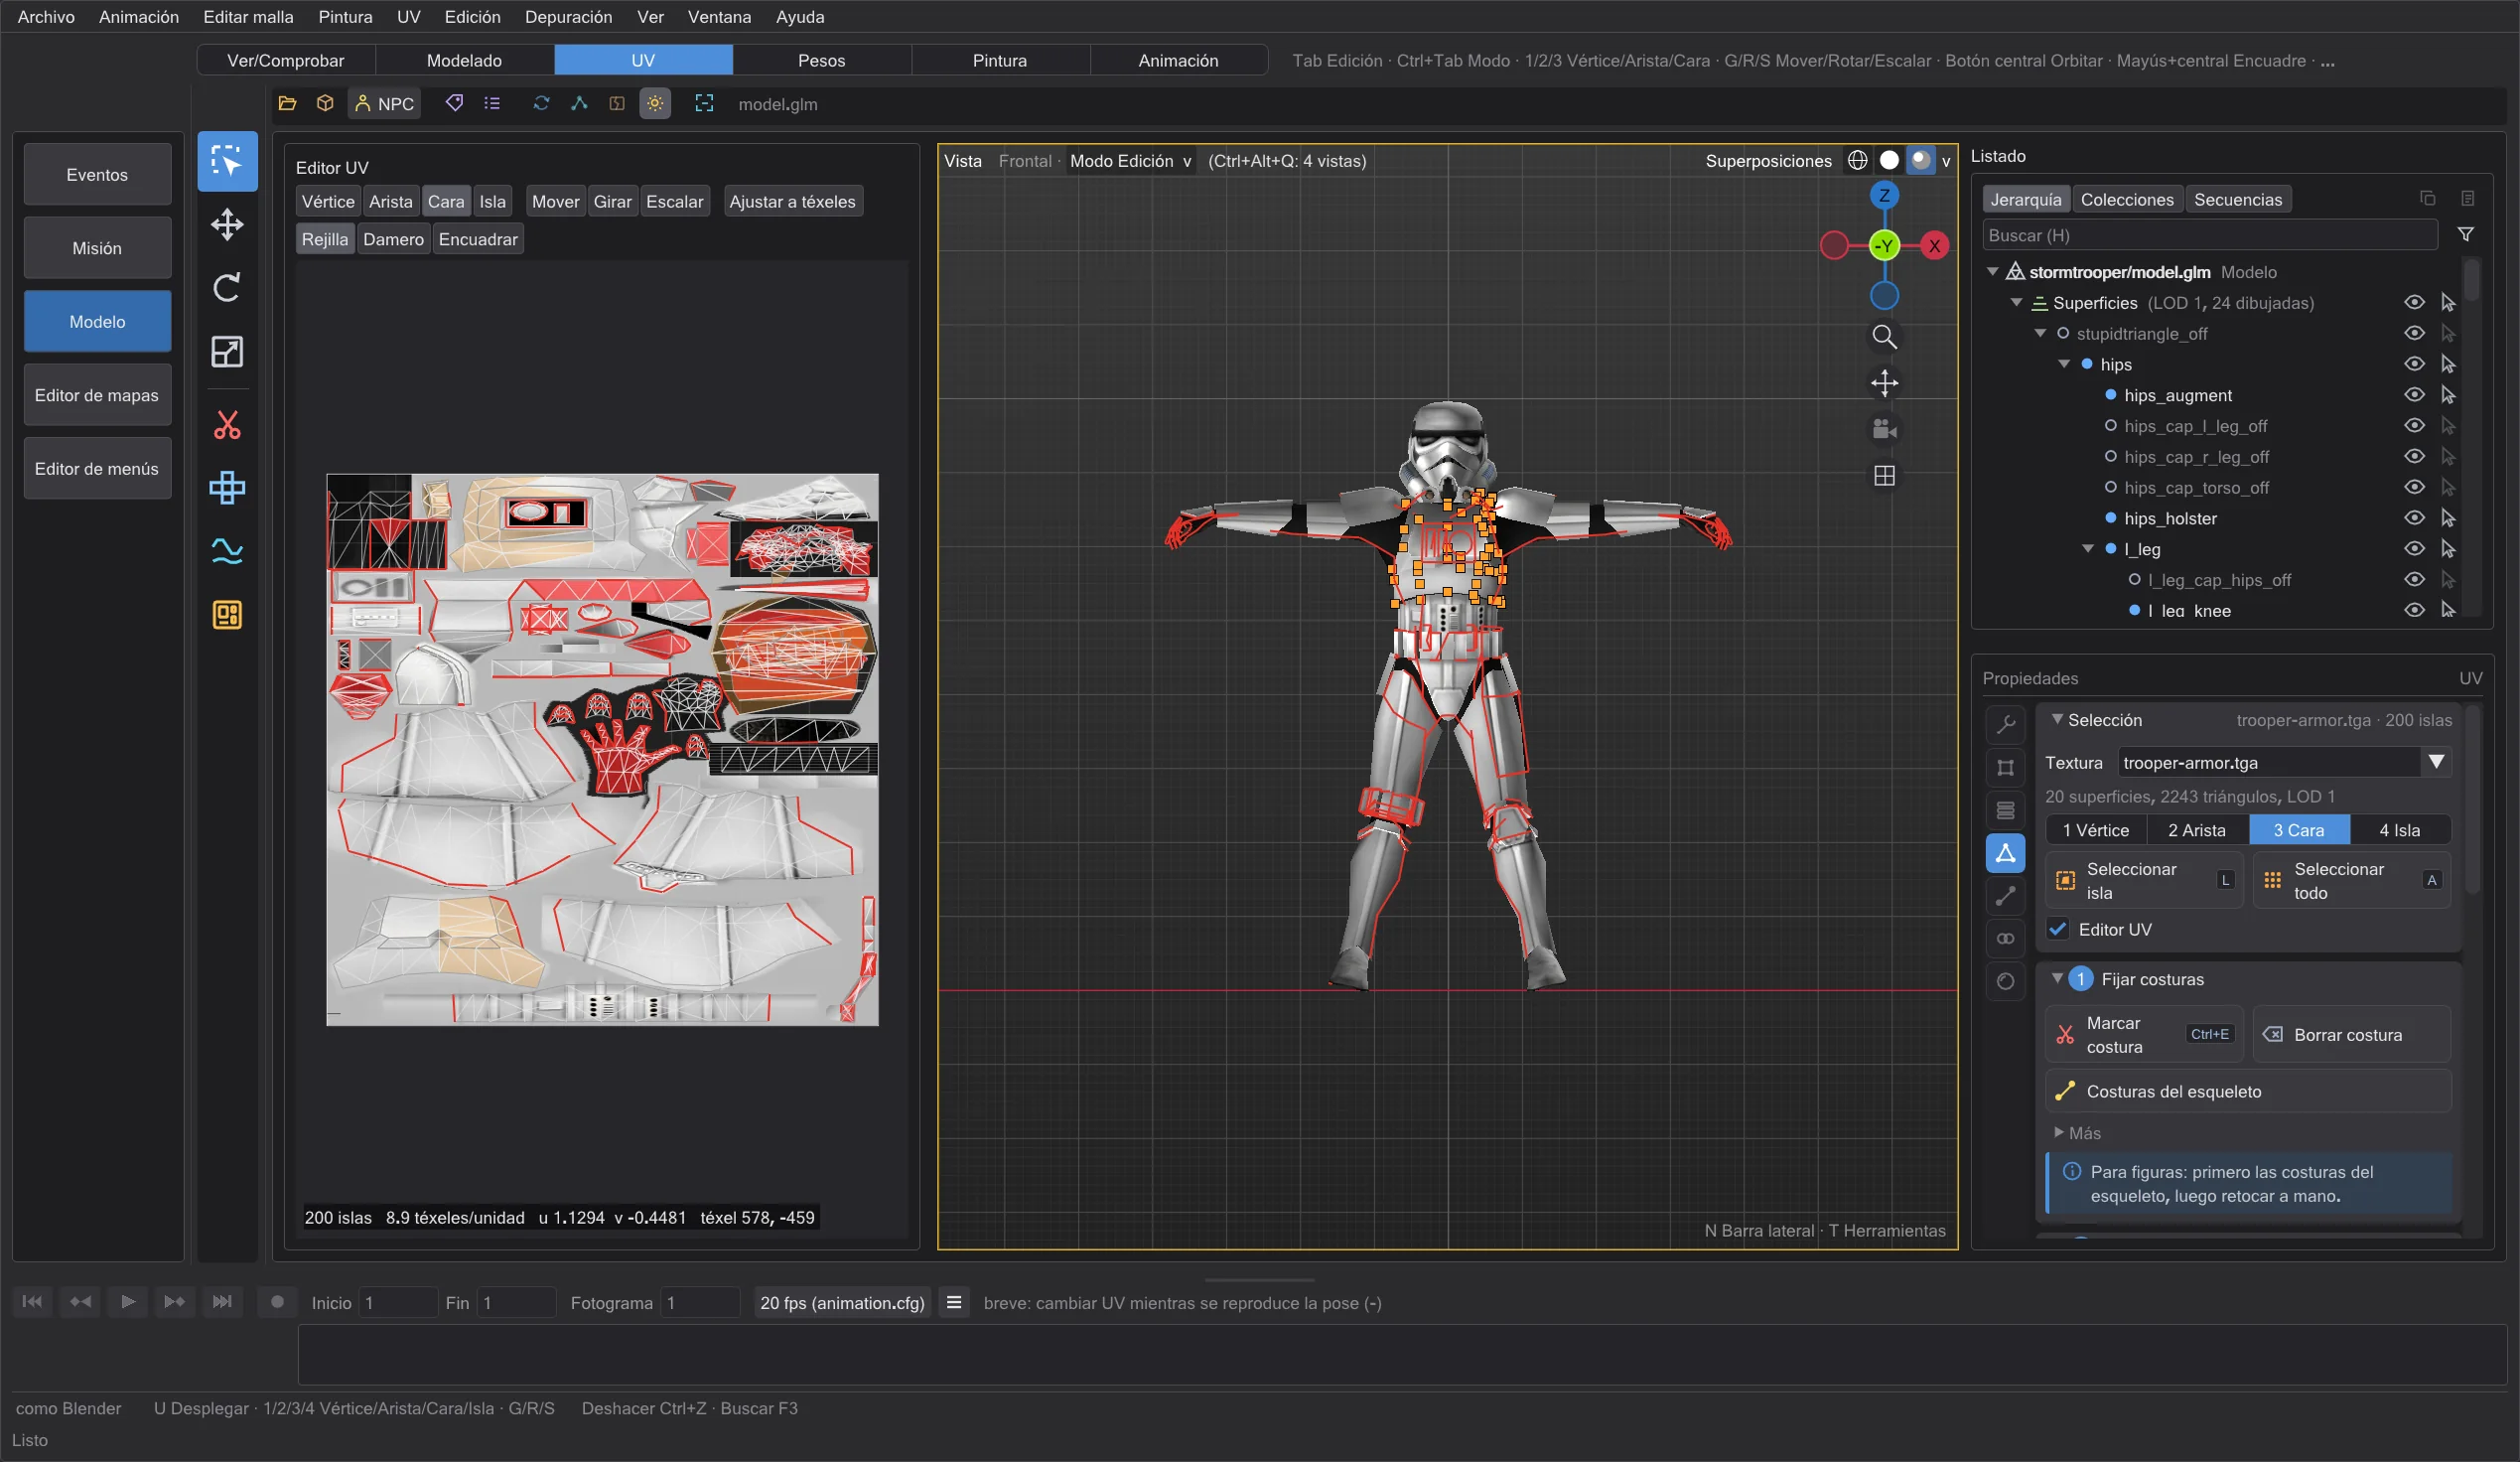 Archivo Animación Editar malla Pintura UV Edición Depuración Ver Ventana Ayuda
Ver/Comprobar Modelado UV Pesos Pintura Animación Tab Edición · Ctrl+Tab Modo · 1/2/3 Vértice/Arista/Cara · G/R/S Mover/Rotar/Escalar · Botón central Orbitar · Mayús+central Encuadre · ...
NPC model.glm
Eventos
Misión
Modelo
Editor de mapas
Editor de menús
Editor UV
Vértice Arista Cara Isla Mover Girar Escalar Ajustar a téxeles
Rejilla Damero Encuadrar
200 islas 8.9 téxeles/unidad u 1.1294 v -0.4481 téxel 578, -459
Vista Frontal · Modo Edición v (Ctrl+Alt+Q: 4 vistas) Superposiciones v
Z
-Y X
N Barra lateral · T Herramientas
Listado
Jerarquía Colecciones Secuencias
Buscar (H)
stormtrooper/model.glm Modelo
Superficies (LOD 1, 24 dibujadas)
stupidtriangle_off
hips
hips_augment
hips_cap_l_leg_off
hips_cap_r_leg_off
hips_cap_torso_off
hips_holster
l_leg
l_leg_cap_hips_off
l_leg_knee
Propiedades UV
Selección trooper-armor.tga · 200 islas
Textura trooper-armor.tga
20 superficies, 2243 triángulos, LOD 1
1 Vértice 2 Arista 3 Cara 4 Isla
Seleccionar isla L Seleccionar todo A
Editor UV
1 Fijar costuras
Marcar costura Ctrl+E Borrar costura
Costuras del esqueleto
Más
Para figuras: primero las costuras del
esqueleto, luego retocar a mano.
Inicio 1 Fin 1 Fotograma 1 20 fps (animation.cfg) breve: cambiar UV mientras se reproduce la pose (-)
como Blender U Desplegar · 1/2/3/4 Vértice/Arista/Cara/Isla · G/R/S Deshacer Ctrl+Z · Buscar F3
Listo